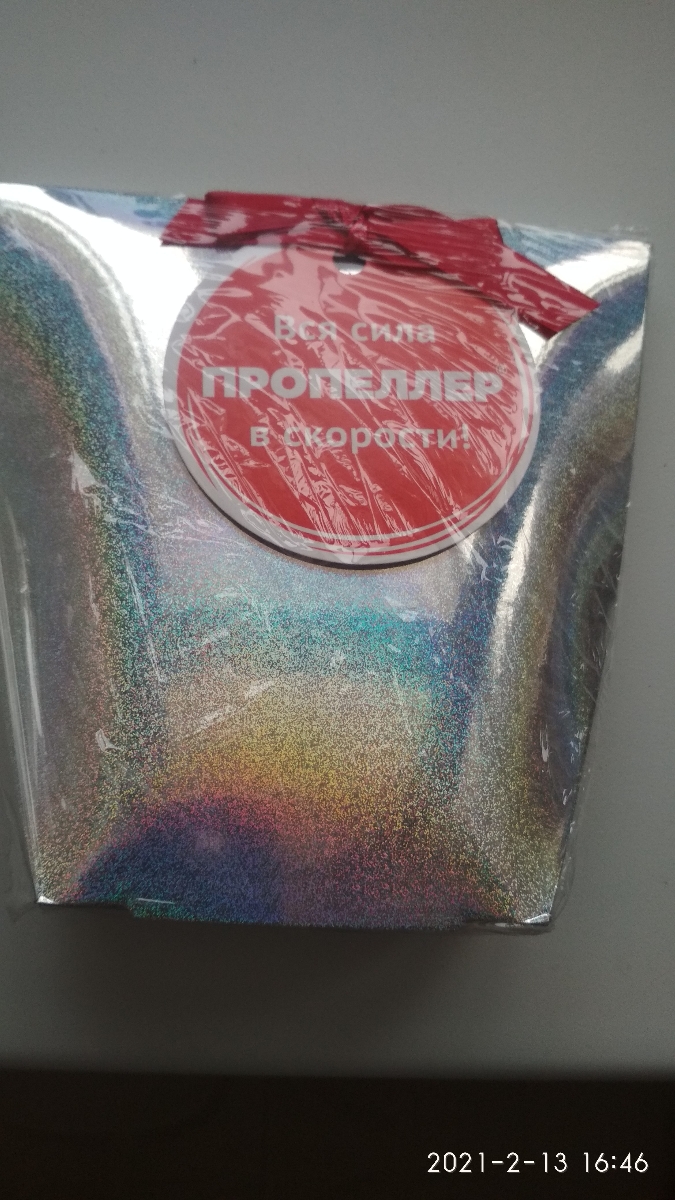 Вся сила
ПРОПЕЛЛЕР®
в скорости!
2021-2-13 16:46